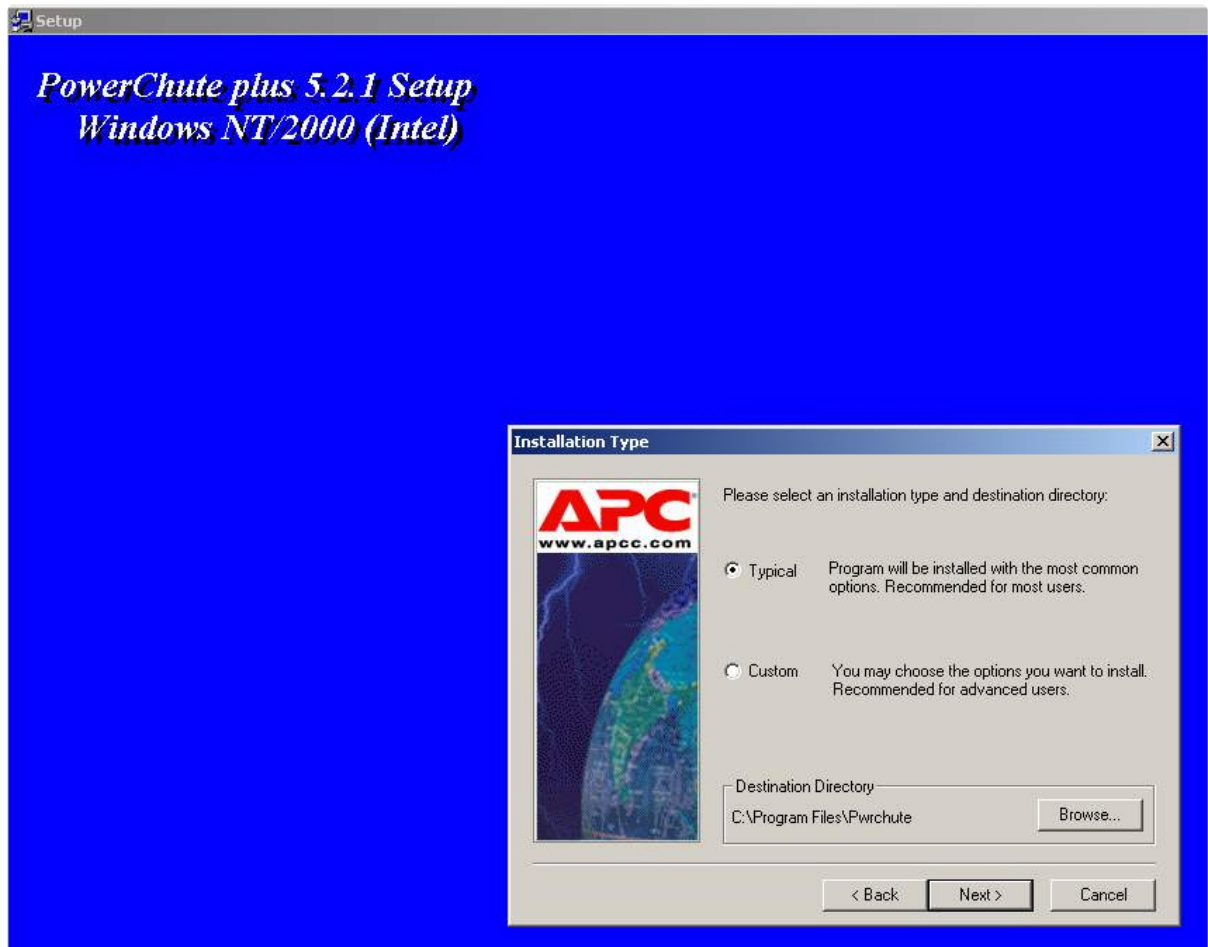 Setup
PowerChute plus 5.2.1 Setup
Windows NT/2000 (Intel)
Installation Type
APC
www.apcc.com
Please select an installation type and destination directory:
Typical
Program will be installed with the most common
options. Recommended for most users.
Custom
You may choose the options you want to install.
Recommended for advanced users.
Destination Directory
C:\Program Files\Pwrchute
Browse...
< Back
Next >
Cancel